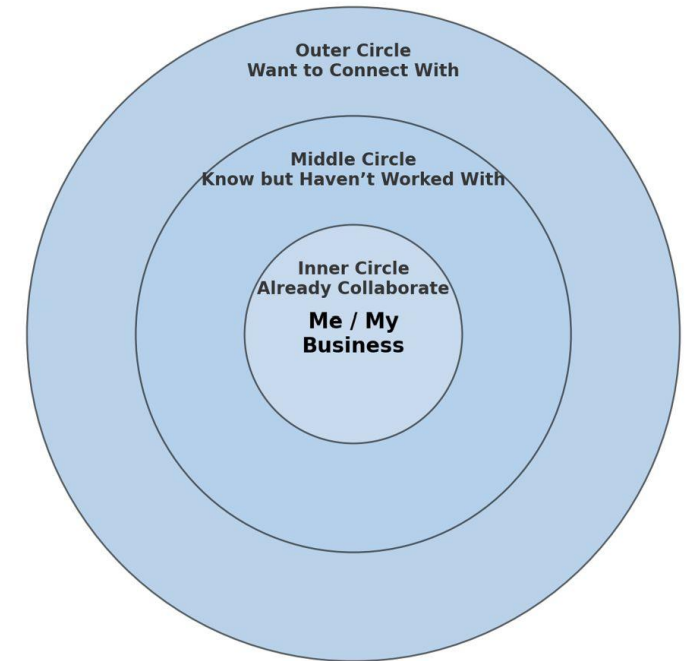 Outer Circle
Want to Connect With
Middle Circle
Know but Haven’t Worked With
Inner Circle
Already Collaborate
Me / My
Business